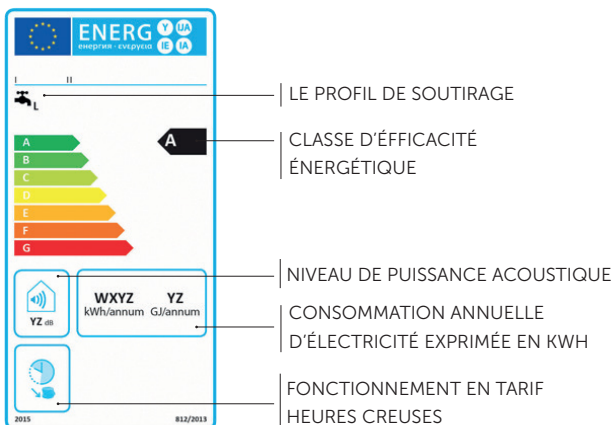 ENERG Y UA
енергия · ενεργεια IE IA
I II
L
LE PROFIL DE SOUTIRAGE
A
CLASSE D'ÉFFICACITÉ
ÉNERGÉTIQUE
A
B
C
D
E
F
G
NIVEAU DE PUISSANCE ACOUSTIQUE
WXYZ YZ
kWh/annum GJ/annum
YZ dB
CONSOMMATION ANNUELLE
D'ÉLECTRICITÉ EXPRIMÉE EN KWH
FONCTIONNEMENT EN TARIF
HEURES CREUSES
2015 812/2013